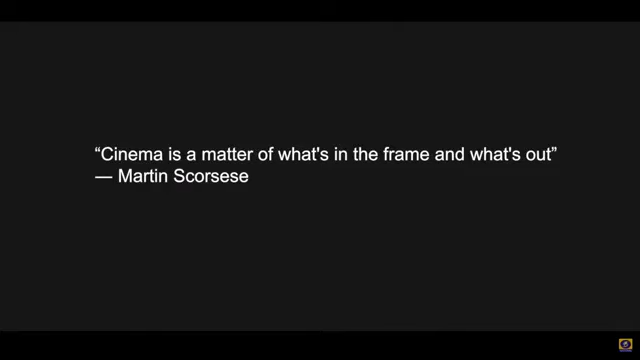 “Cinema is a matter of what's in the frame and what's out”
— Martin Scorsese